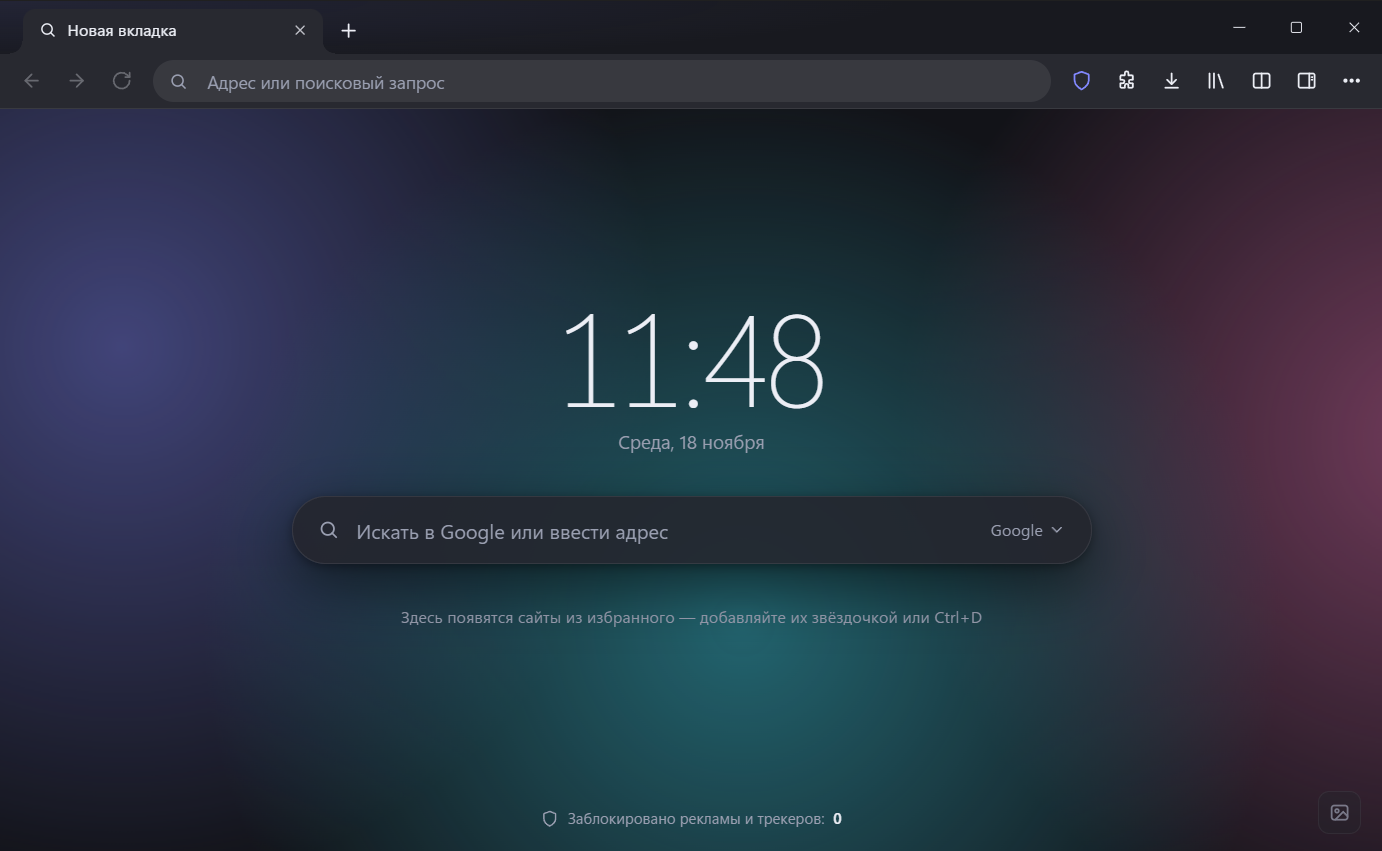 Новая вкладка
Адрес или поисковый запрос
11:48
Среда, 18 ноября
Искать в Google или ввести адрес
Google
Здесь появятся сайты из избранного — добавляйте их звёздочкой или Ctrl+D
Заблокировано рекламы и трекеров: 0